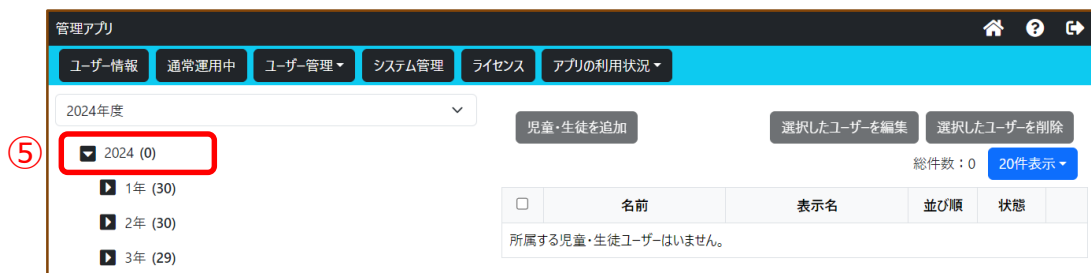 管理アプリ
ユーザー情報 通常運用中 ユーザー管理 システム管理 ライセンス アプリの利用状況
2024年度
児童・生徒を追加 選択したユーザーを編集 選択したユーザーを削除
⑤ 2024 (0)
総件数：0 20件表示
1年 (30)
名前 表示名 並び順 状態
2年 (30)
所属する児童・生徒ユーザーはいません。
3年 (29)